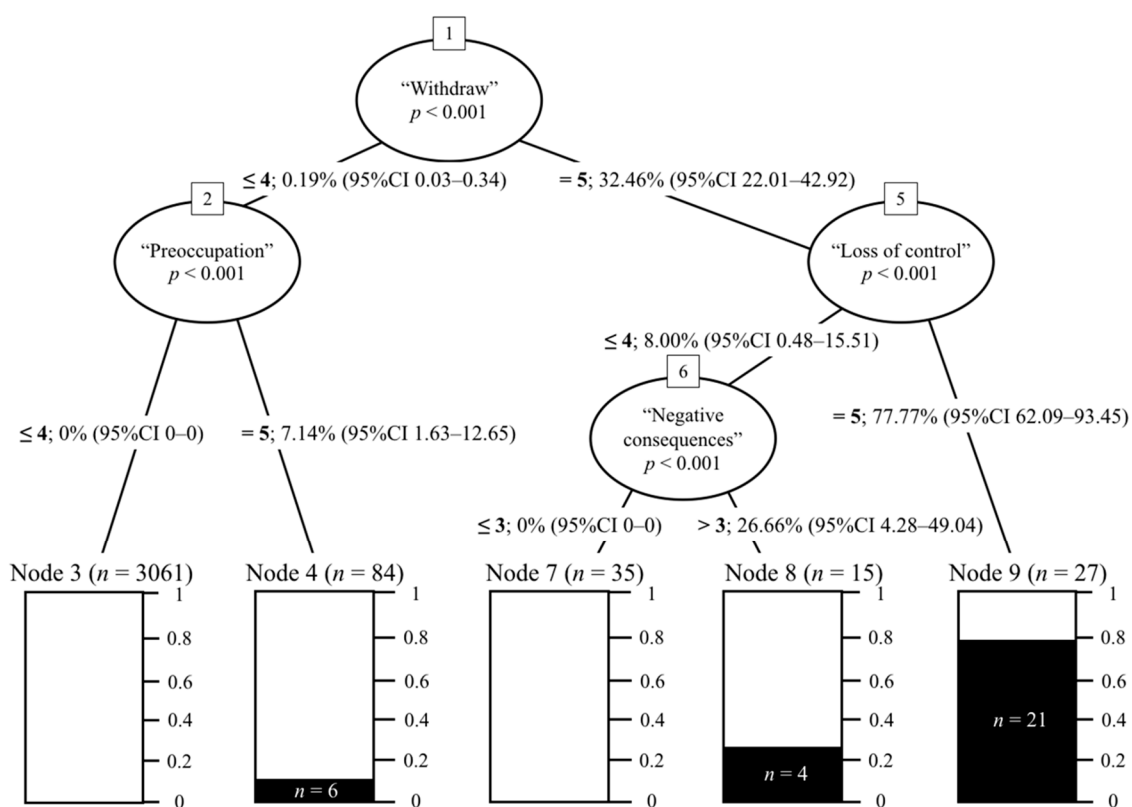 1
“Withdraw”
p < 0.001
≤ 4; 0.19% (95%CI 0.03–0.34)
= 5; 32.46% (95%CI 22.01–42.92)
2
“Preoccupation”
p < 0.001
5
“Loss of control”
p < 0.001
≤ 4; 8.00% (95%CI 0.48–15.51)
= 5; 77.77% (95%CI 62.09–93.45)
6
“Negative
consequences”
p < 0.001
≤ 4; 0% (95%CI 0–0)
= 5; 7.14% (95%CI 1.63–12.65)
≤ 3; 0% (95%CI 0–0)
> 3; 26.66% (95%CI 4.28–49.04)
Node 3 (n = 3061)
1
0.8
0.6
0.4
0.2
0
Node 4 (n = 84)
1
0.8
0.6
0.4
0.2
0
n = 6
Node 7 (n = 35)
1
0.8
0.6
0.4
0.2
0
Node 8 (n = 15)
1
0.8
0.6
0.4
0.2
0
n = 4
Node 9 (n = 27)
1
0.8
0.6
0.4
0.2
0
n = 21